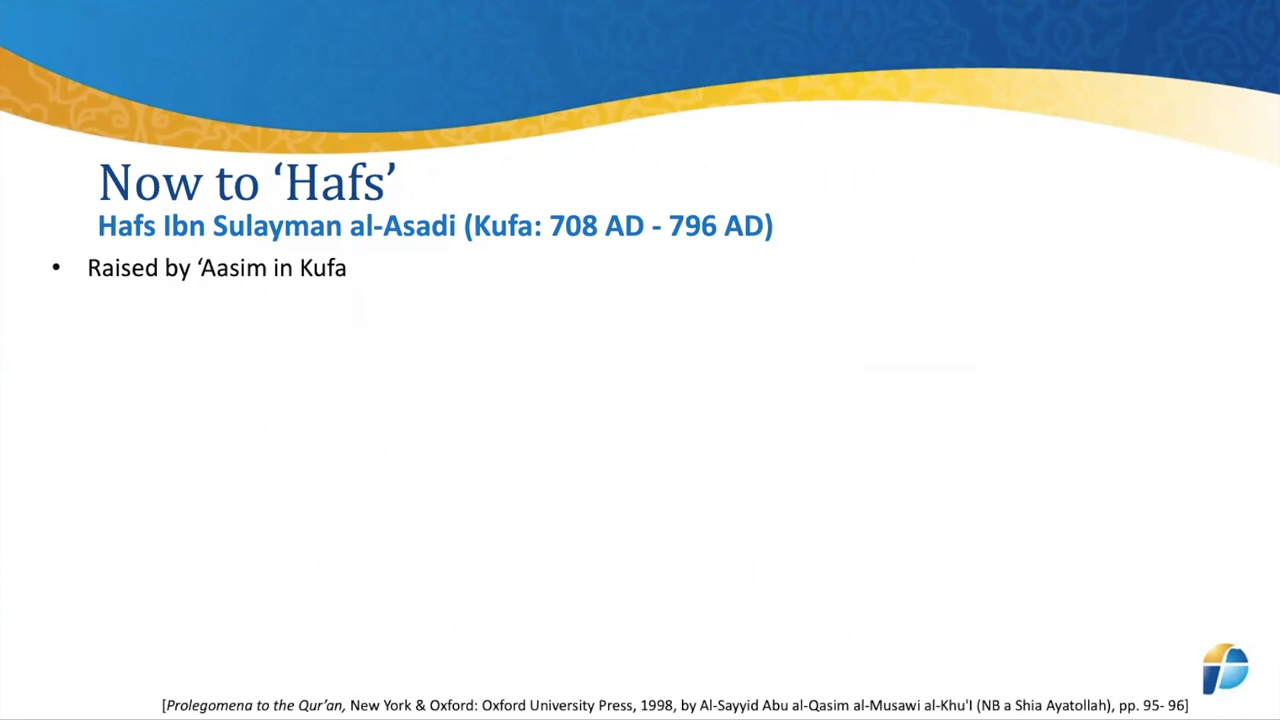 Now to ‘Hafs’
Hafs Ibn Sulayman al-Asadi (Kufa: 708 AD - 796 AD)
• Raised by ‘Aasim in Kufa
[Prolegomena to the Qur’an, New York & Oxford: Oxford University Press, 1998, by Al-Sayyid Abu al-Qasim al-Musawi al-Khu'I (NB a Shia Ayatollah), pp. 95- 96]